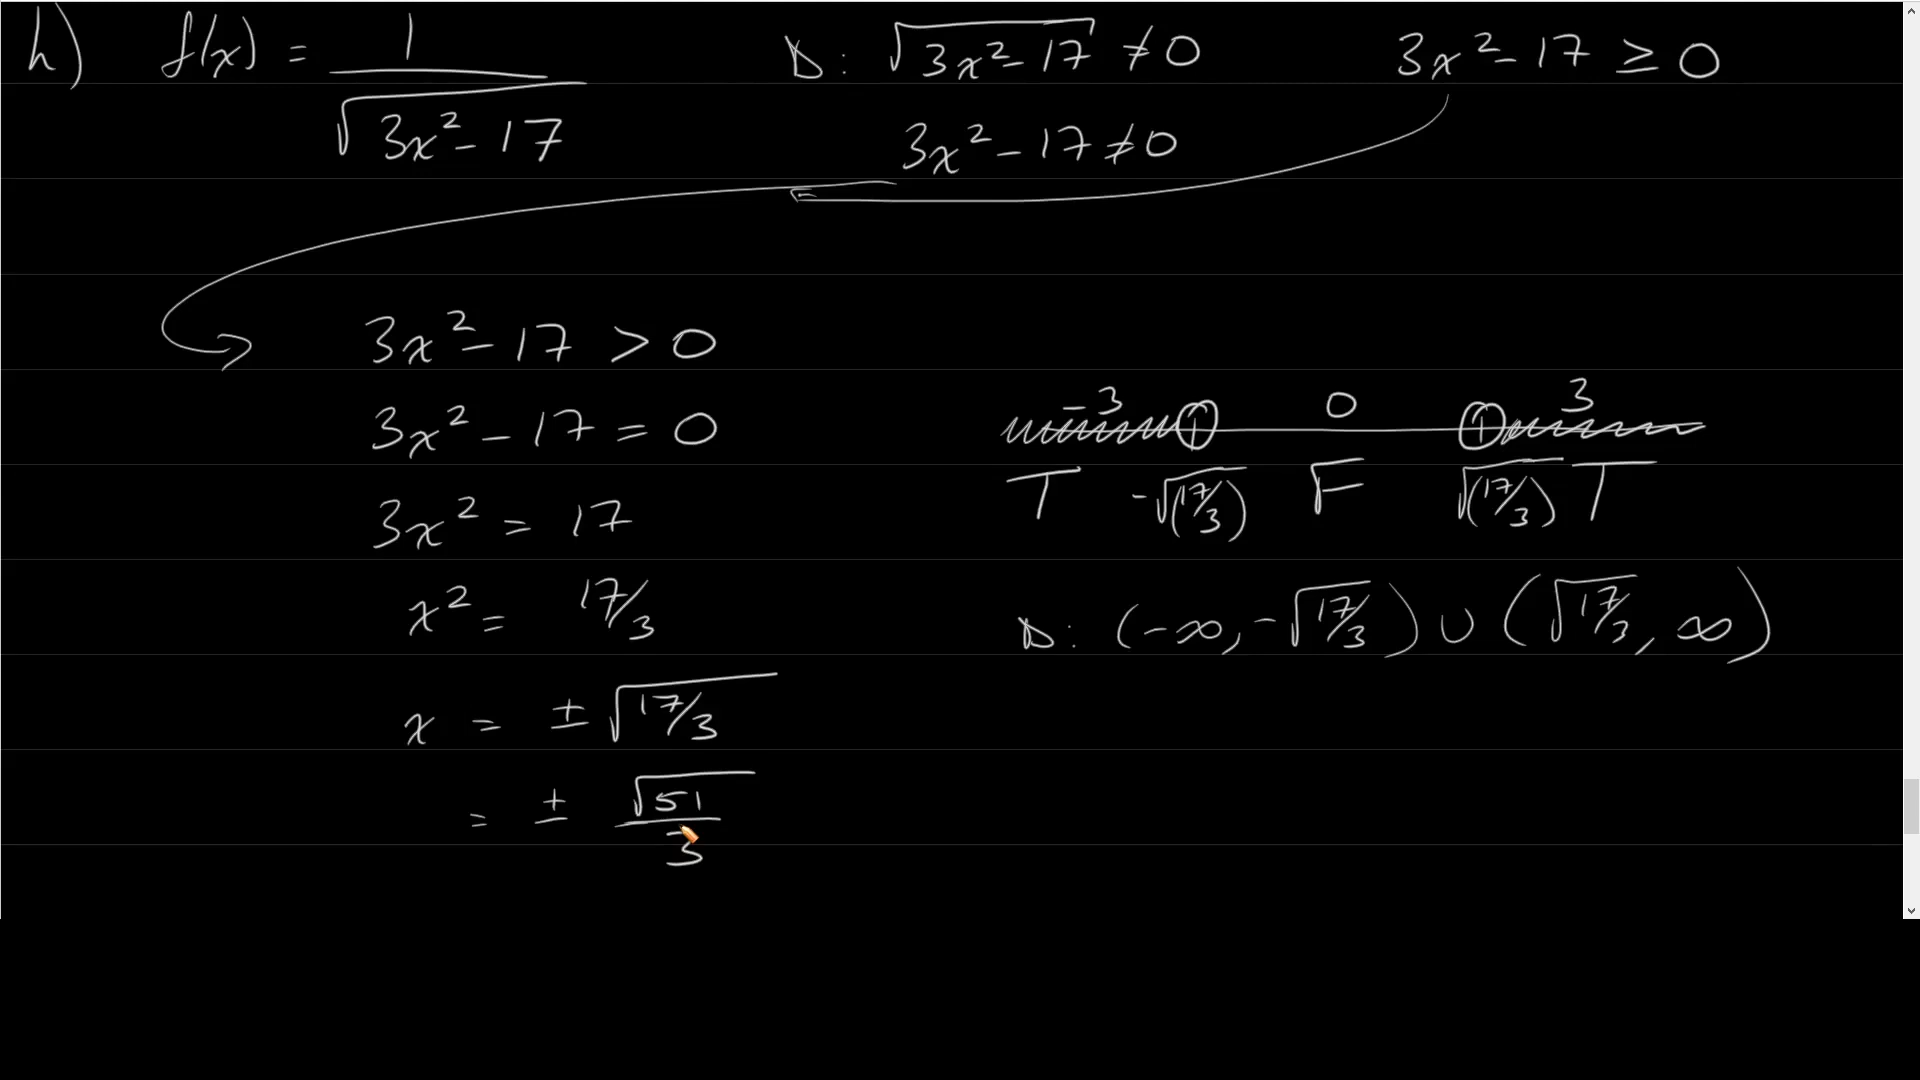 h) f(x) = 1/√(3x² - 17) D: √(3x² - 17) ≠ 0 3x² - 17 ≥ 0
3x² - 17 ≠ 0
3x² - 17 > 0
3x² - 17 = 0
3x² = 17
x² = 17/3
x = ± √(17/3)
= ± √51/3
-3 0 3
T -√(17/3) F √(17/3) T
D: (-∞, -√(17/3)) ∪ (√(17/3), ∞)